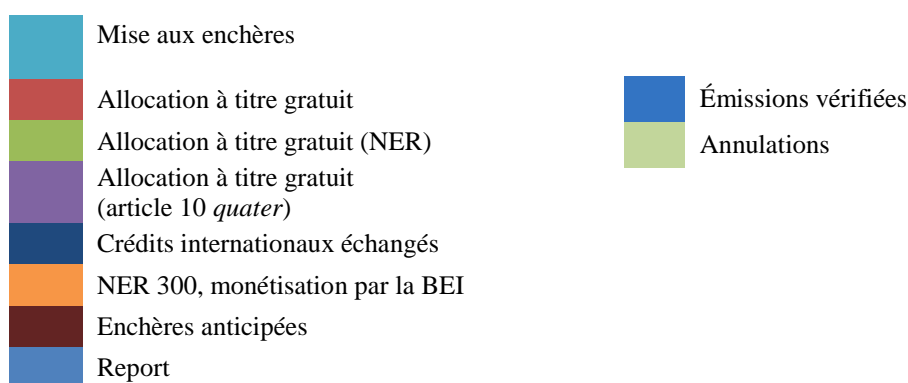 Mise aux enchères
Allocation à titre gratuit
Allocation à titre gratuit (NER)
Allocation à titre gratuit
(article 10 quater)
Crédits internationaux échangés
NER 300, monétisation par la BEI
Enchères anticipées
Report
Émissions vérifiées
Annulations